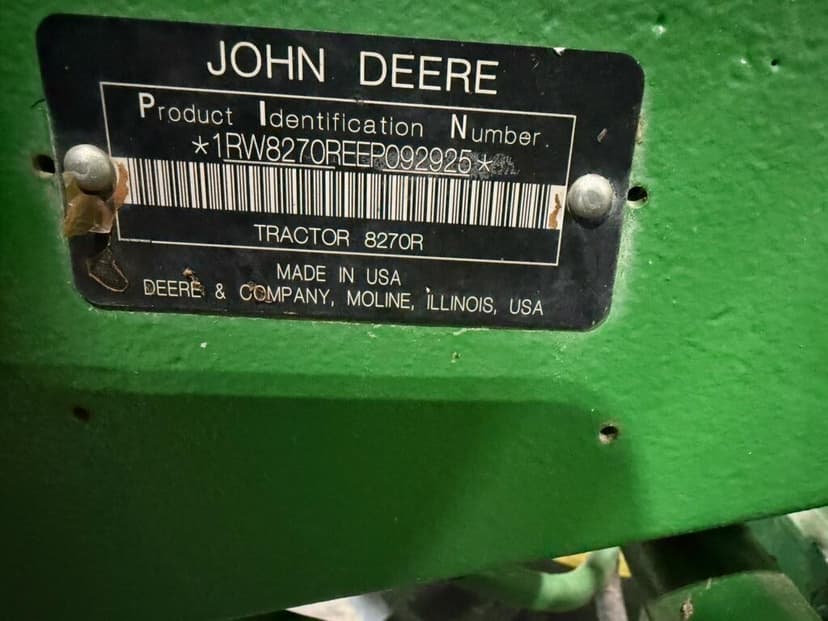 JOHN DEERE
Product Identification Number
*1RW8270REEP092925*
TRACTOR 8270R
MADE IN USA
DEERE & COMPANY, MOLINE, ILLINOIS, USA